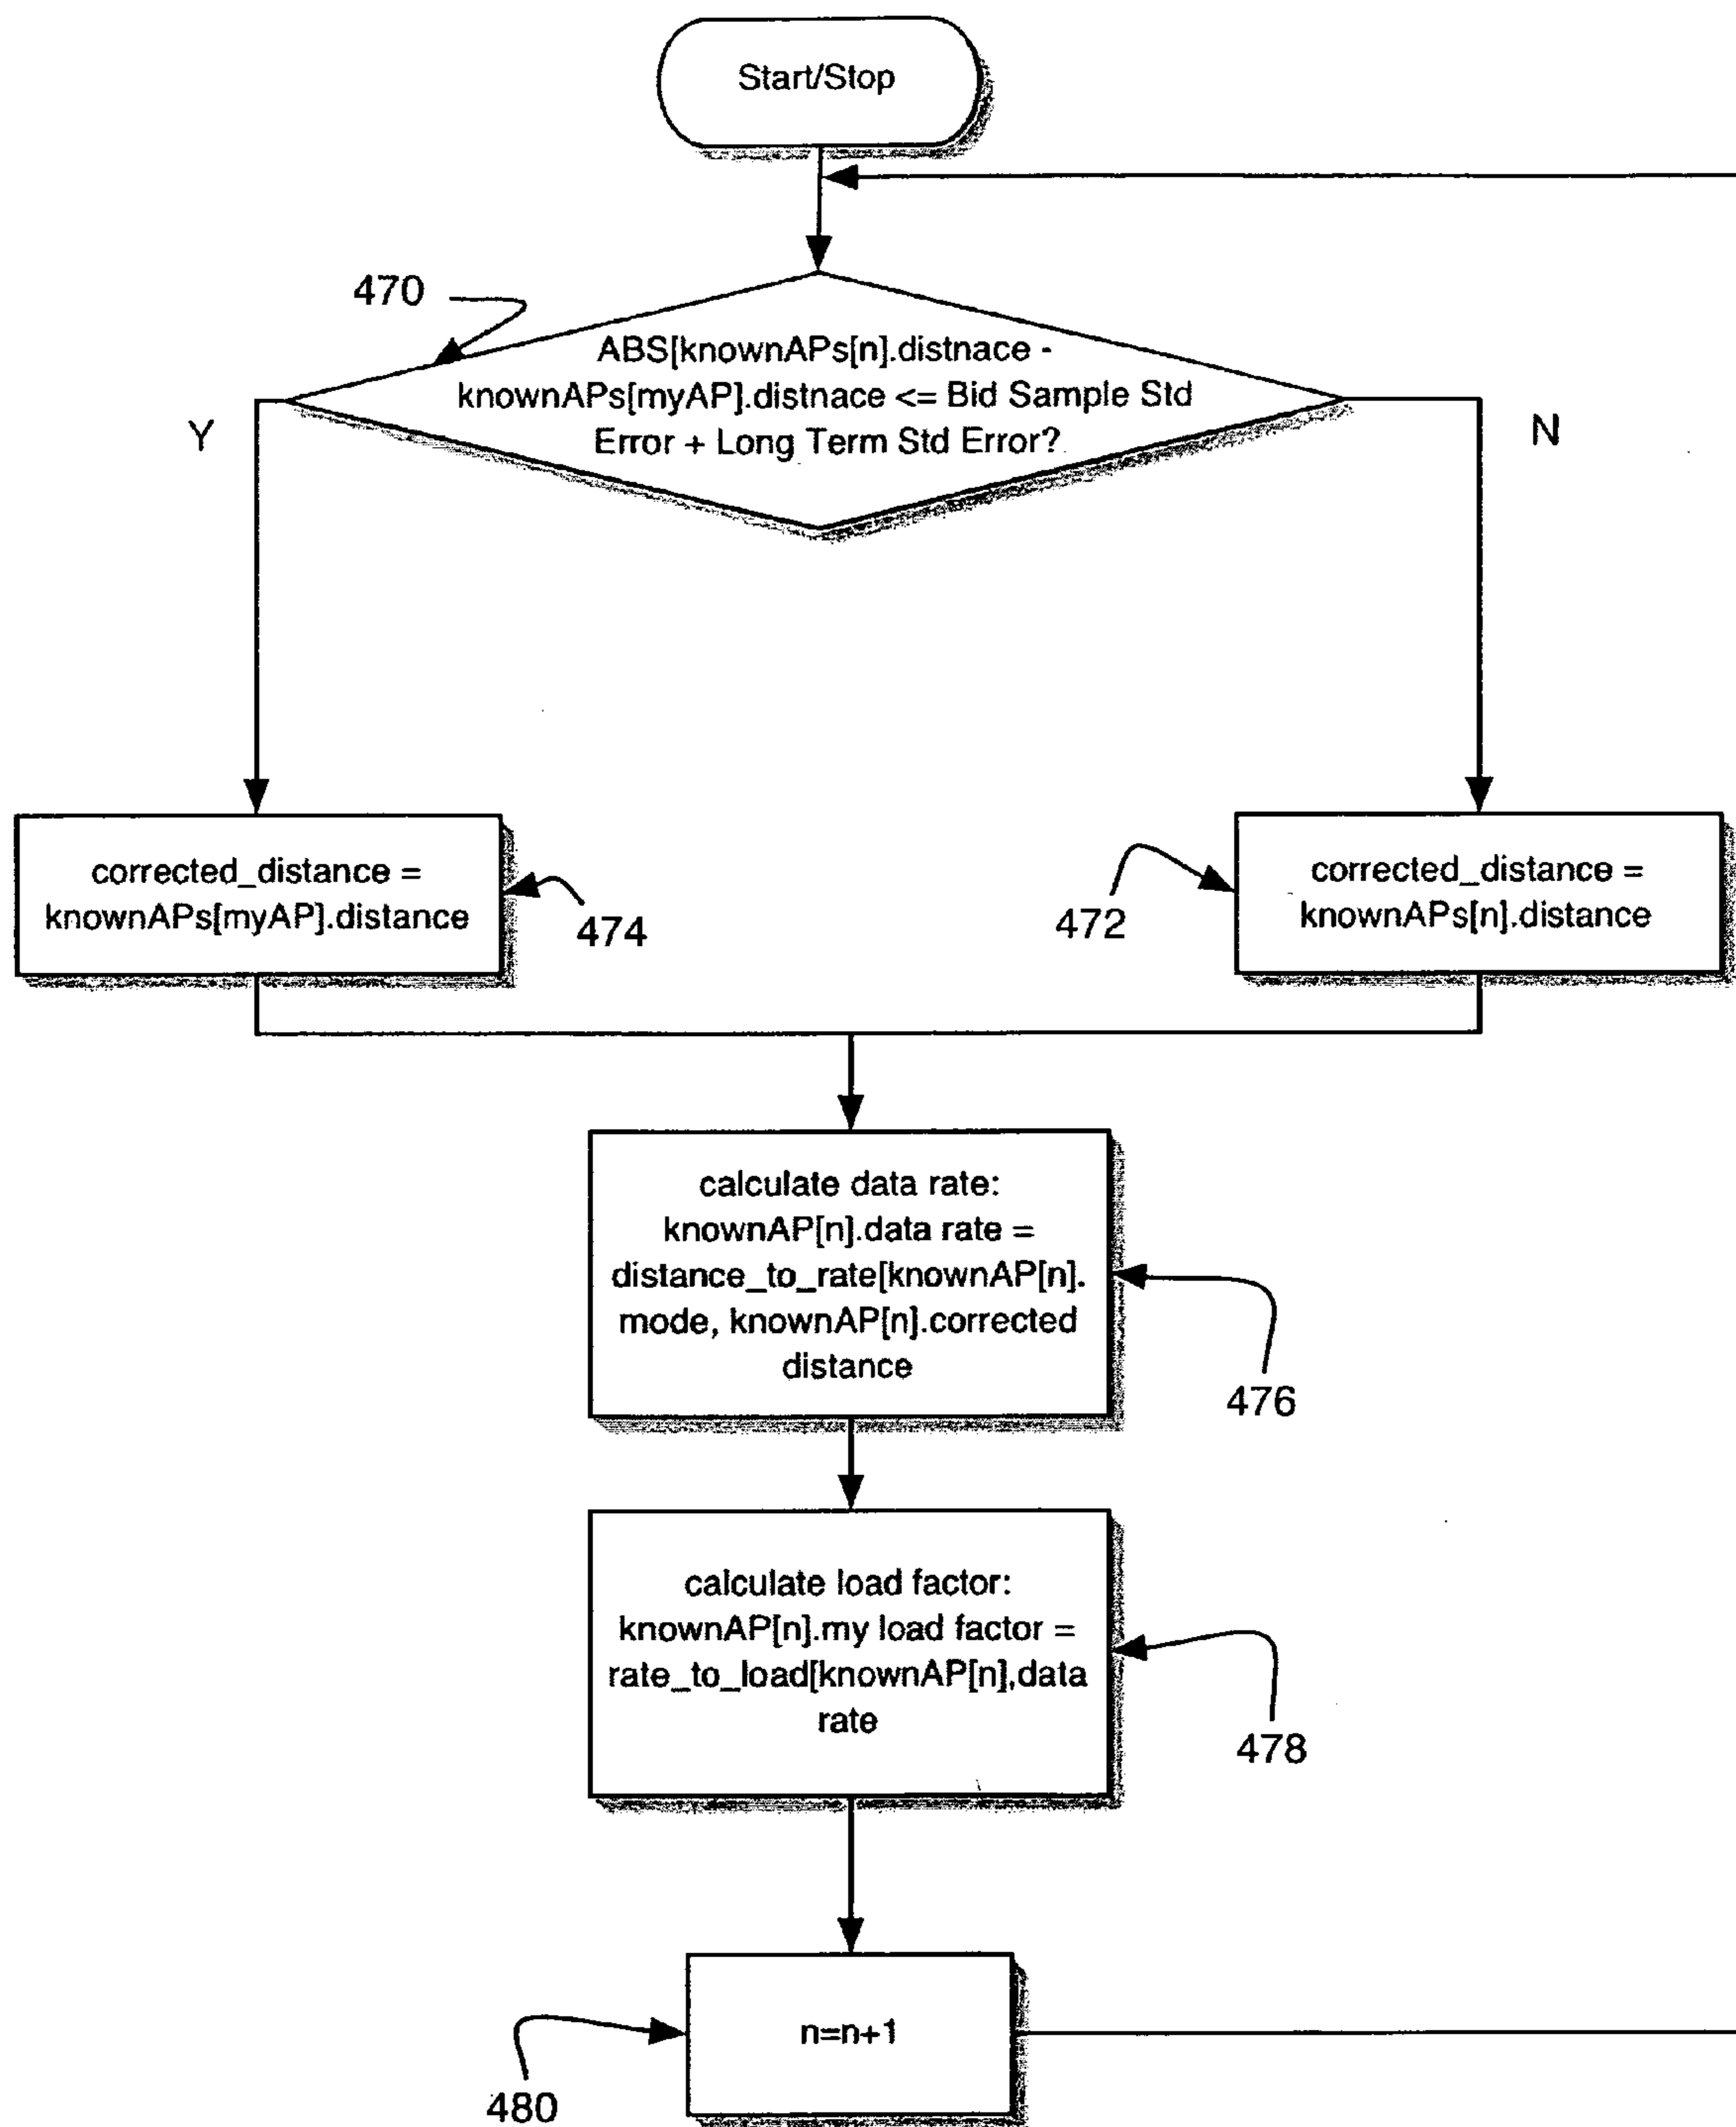 Start/Stop
470
ABS[knownAPs[n].distnace -
knownAPs[myAP].distnace <= Bid Sample Std
Error + Long Term Std Error?
Y
N
corrected_distance =
knownAPs[myAP].distance
474
corrected_distance =
knownAPs[n].distance
472
calculate data rate:
knownAP[n].data rate =
distance_to_rate[knownAP[n].
mode, knownAP[n].corrected
distance
476
calculate load factor:
knownAP[n].my load factor =
rate_to_load[knownAP[n],data
rate
478
n=n+1
480